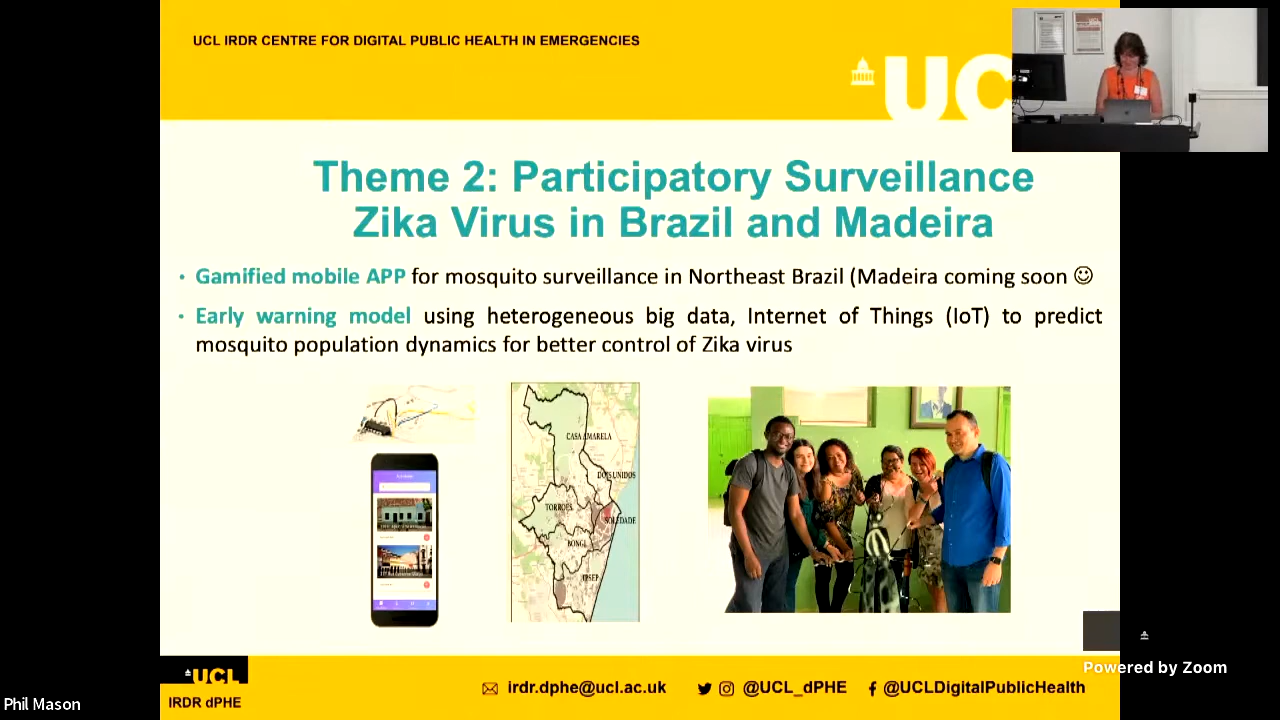 UCL IRDR CENTRE FOR DIGITAL PUBLIC HEALTH IN EMERGENCIES
UC
Theme 2: Participatory Surveillance
Zika Virus in Brazil and Madeira
• Gamified mobile APP for mosquito surveillance in Northeast Brazil (Madeira coming soon ☺
• Early warning model using heterogeneous big data, Internet of Things (IoT) to predict
mosquito population dynamics for better control of Zika virus
CASA AMARELA
DOIS UNIDOS
TORROES
SOLEDADE
BONGI
IPSEP
Powered by Zoom
UCL
irdr.dphe@ucl.ac.uk
@UCL_dPHE
@UCLDigitalPublicHealth
IRDR dPHE
Phil Mason